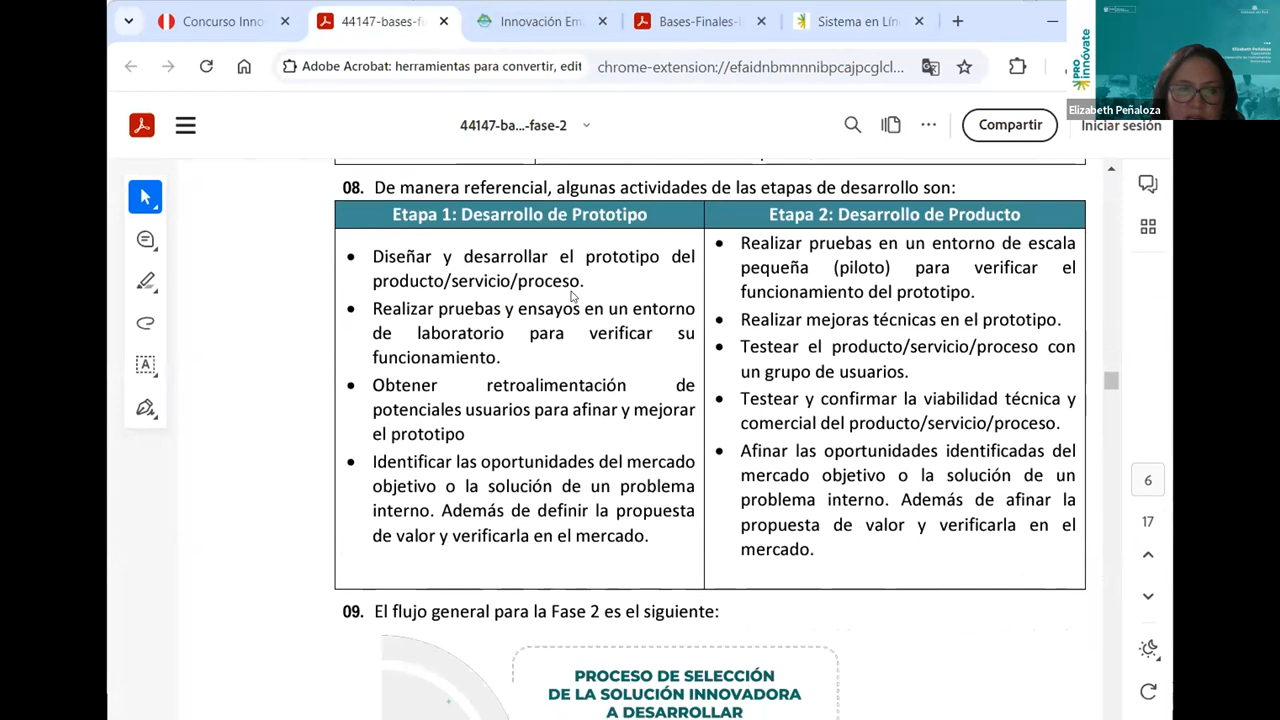 Concurso Inno
44147-bases-fi
Innovación Em
Bases-Finales-
Sistema en Lín
Adobe Acrobat: herramientas para convertir/edit
chrome-extension://efaidnbmnnnibpcajpcglcl...
PRO innóvate
Elizabeth Peñaloza
44147-ba...-fase-2
Compartir
Iniciar sesión
08. De manera referencial, algunas actividades de las etapas de desarrollo son:
Etapa 1: Desarrollo de Prototipo
• Diseñar y desarrollar el prototipo del
producto/servicio/proceso.
• Realizar pruebas y ensayos en un entorno
de laboratorio para verificar su
funcionamiento.
• Obtener retroalimentación de
potenciales usuarios para afinar y mejorar
el prototipo
• Identificar las oportunidades del mercado
objetivo o la solución de un problema
interno. Además de definir la propuesta
de valor y verificarla en el mercado.
Etapa 2: Desarrollo de Producto
• Realizar pruebas en un entorno de escala
pequeña (piloto) para verificar el
funcionamiento del prototipo.
• Realizar mejoras técnicas en el prototipo.
• Testear el producto/servicio/proceso con
un grupo de usuarios.
• Testear y confirmar la viabilidad técnica y
comercial del producto/servicio/proceso.
• Afinar las oportunidades identificadas del
mercado objetivo o la solución de un
problema interno. Además de afinar la
propuesta de valor y verificarla en el
mercado.
6
17
09. El flujo general para la Fase 2 es el siguiente:
PROCESO DE SELECCIÓN
DE LA SOLUCIÓN INNOVADORA
A DESARROLLAR